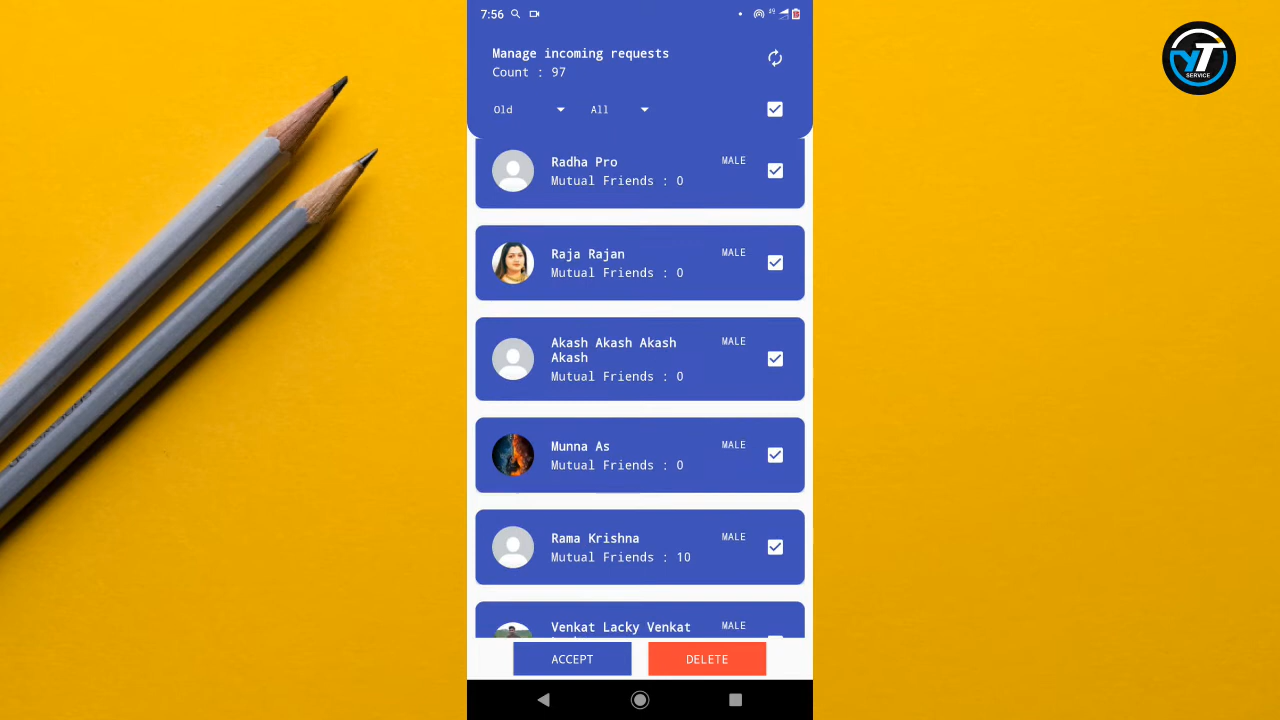 7:56
Manage incoming requests
Count : 97
Old
All
Radha Pro
MALE
Mutual Friends : 0
Raja Rajan
MALE
Mutual Friends : 0
Akash Akash Akash
Akash
MALE
Mutual Friends : 0
Munna As
MALE
Mutual Friends : 0
Rama Krishna
MALE
Mutual Friends : 10
Venkat Lacky Venkat
MALE
ACCEPT
DELETE
YT
SERVICE